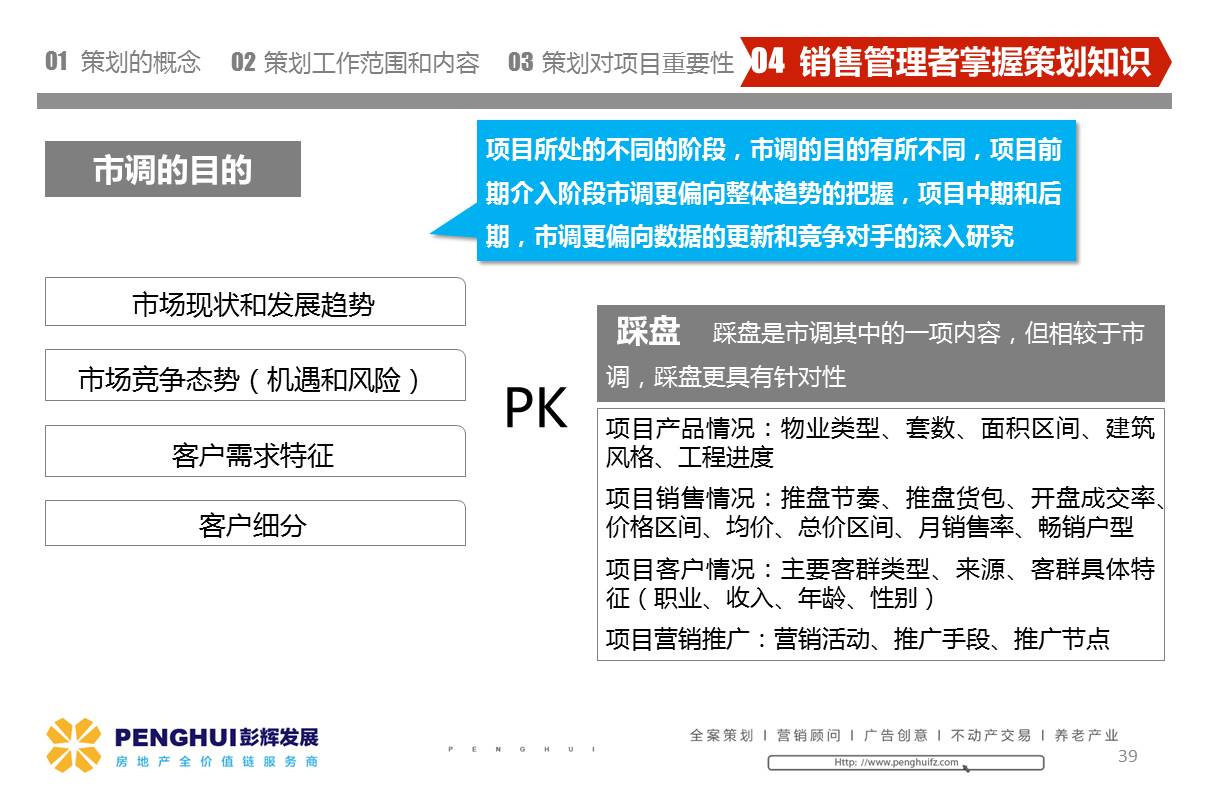 01 策划的概念 02 策划工作范围和内容 03 策划对项目重要性 04 销售管理者掌握策划知识
市调的目的
项目所处的不同的阶段，市调的目的有所不同，项目前
期介入阶段市调更偏向整体趋势的把握，项目中期和后
期，市调更偏向数据的更新和竞争对手的深入研究
市场现状和发展趋势
市场竞争态势（机遇和风险）
客户需求特征
客户细分
PK
踩盘 踩盘是市调其中的一项内容，但相较于市
调，踩盘更具有针对性
项目产品情况：物业类型、套数、面积区间、建筑
风格、工程进度
项目销售情况：推盘节奏、推盘货包、开盘成交率、
价格区间、均价、总价区间、月销售率、畅销户型
项目客户情况：主要客群类型、来源、客群具体特
征（职业、收入、年龄、性别）
项目营销推广：营销活动、推广手段、推广节点
PENGHUI彭辉发展
房地产全价值链服务商
PENGHUI
全案策划 I 营销顾问 I 广告创意 I 不动产交易 I 养老产业
Http: //www.penghuifz.com
39